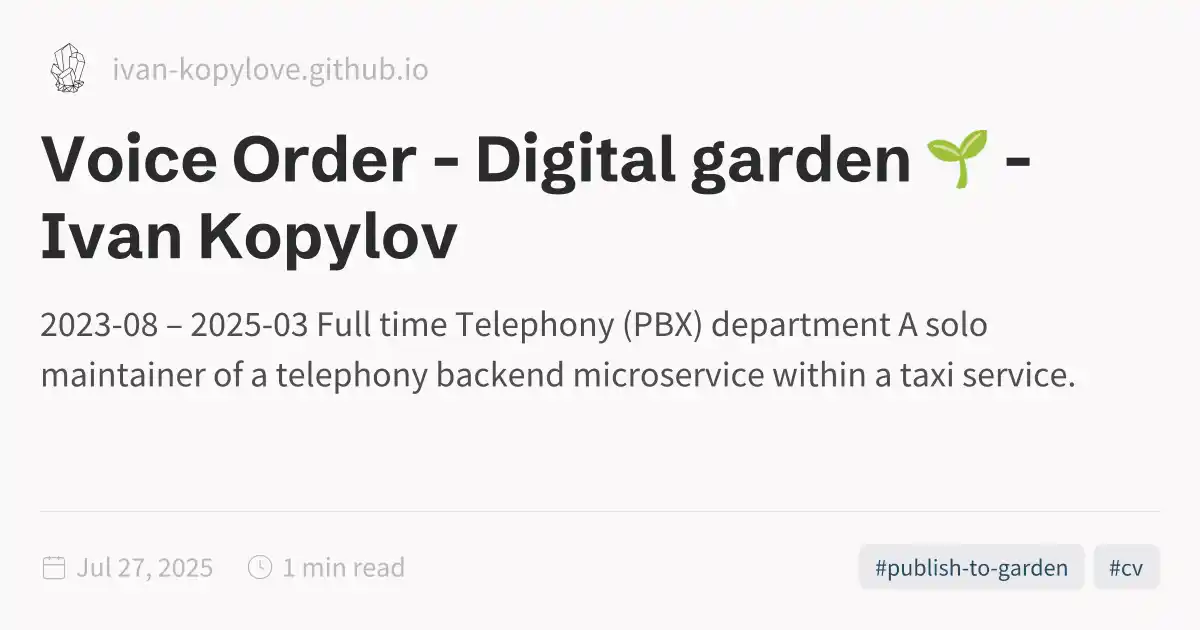 ivan-kopylove.github.io
Voice Order - Digital garden 🌱 -
Ivan Kopylov
2023-08 – 2025-03 Full time Telephony (PBX) department A solo
maintainer of a telephony backend microservice within a taxi service.
Jul 27, 2025 1 min read #publish-to-garden #cv